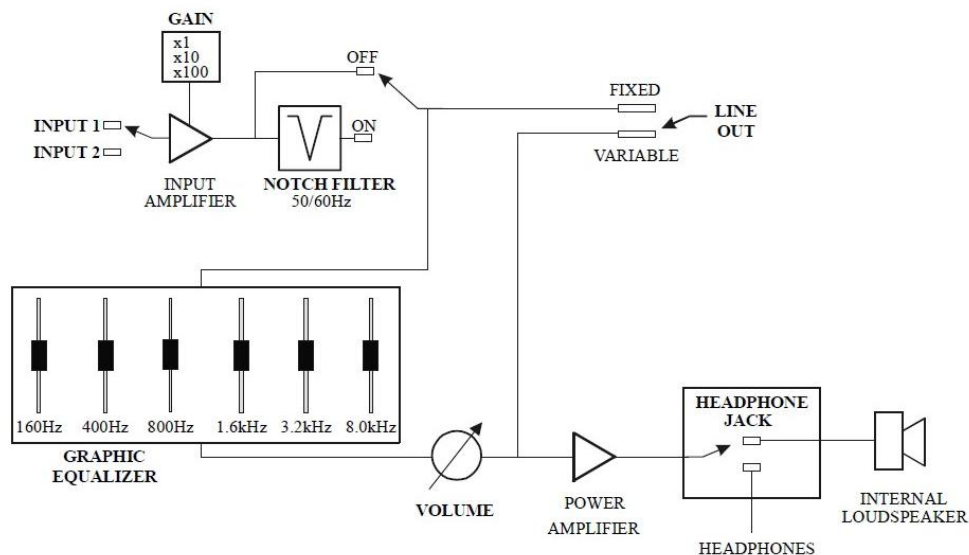 GAIN
x1
x10
x100
INPUT 1
INPUT 2
INPUT
AMPLIFIER
OFF
ON
NOTCH FILTER
50/60Hz
FIXED
LINE
OUT
VARIABLE
160Hz 400Hz 800Hz 1.6kHz 3.2kHz 8.0kHz
GRAPHIC
EQUALIZER
VOLUME
POWER
AMPLIFIER
HEADPHONE
JACK
HEADPHONES
INTERNAL
LOUDSPEAKER